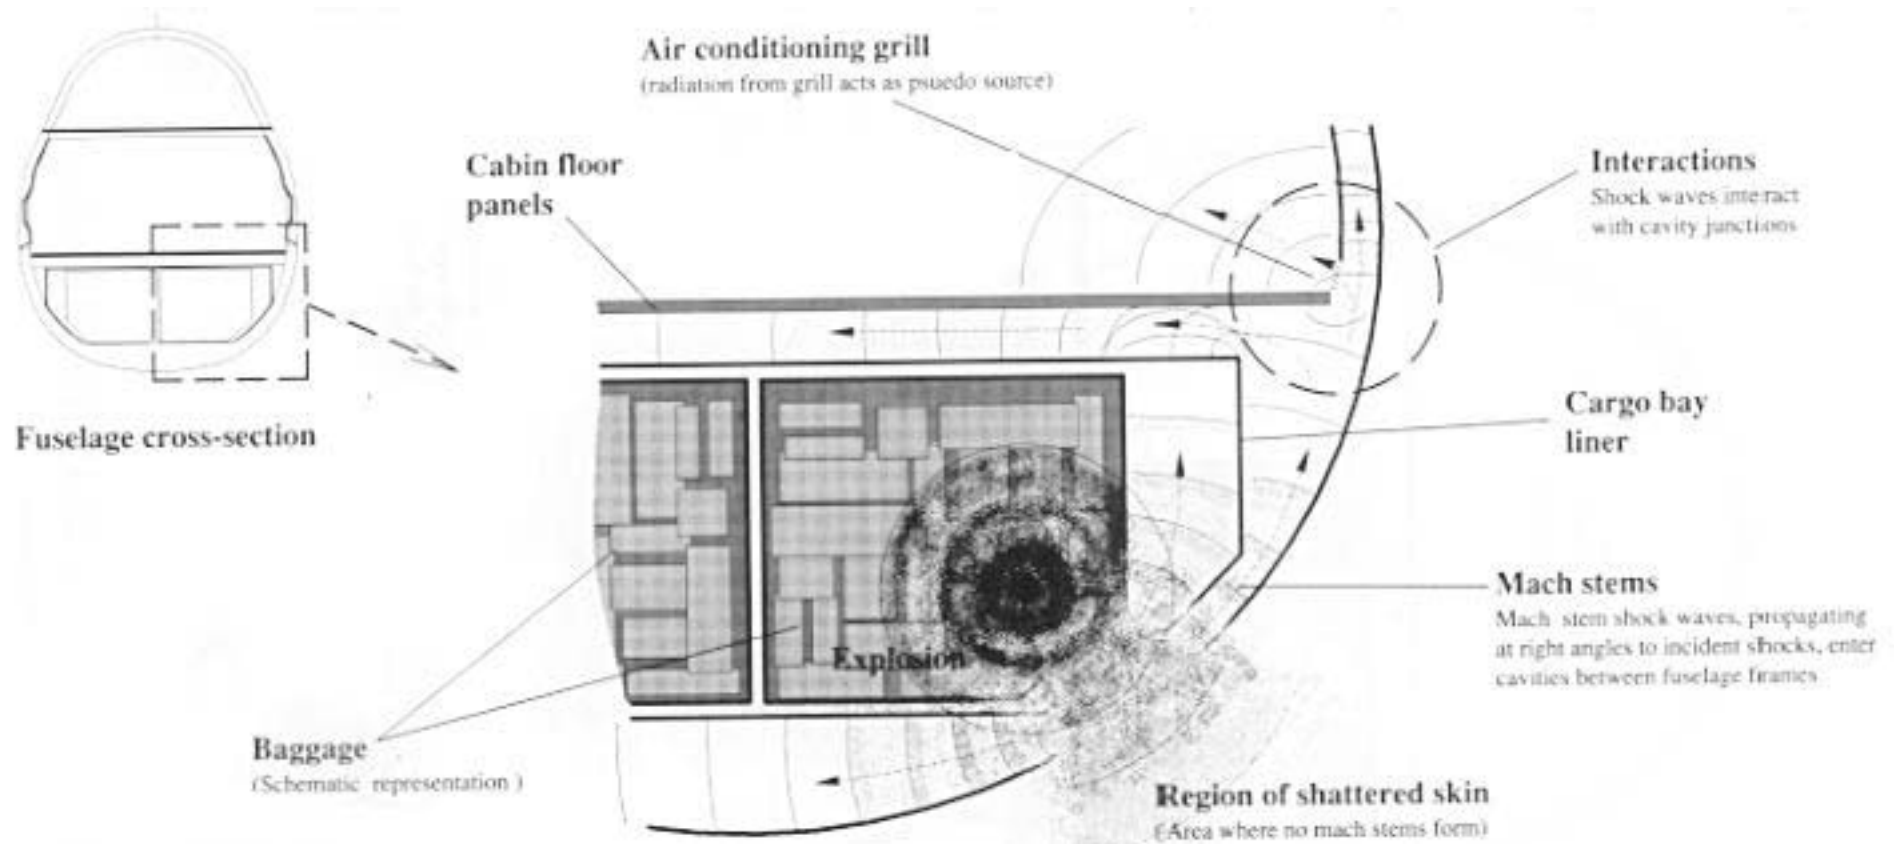 Air conditioning grill
(radiation from grill acts as psuedo source)
Cabin floor
panels
Interactions
Shock waves interact
with cavity junctions
Fuselage cross-section
Cargo bay
liner
Mach stems
Mach stem shock waves, propagating
at right angles to incident shocks, enter
cavities between fuselage frames
Explosion
Baggage
(Schematic representation)
Region of shattered skin
(Area where no mach stems form)